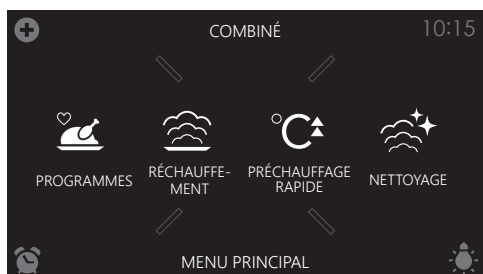 COMBINÉ
10:15
PROGRAMMES
RÉCHAUFFE-
MENT
PRÉCHAUFFAGE
RAPIDE
NETTOYAGE
MENU PRINCIPAL